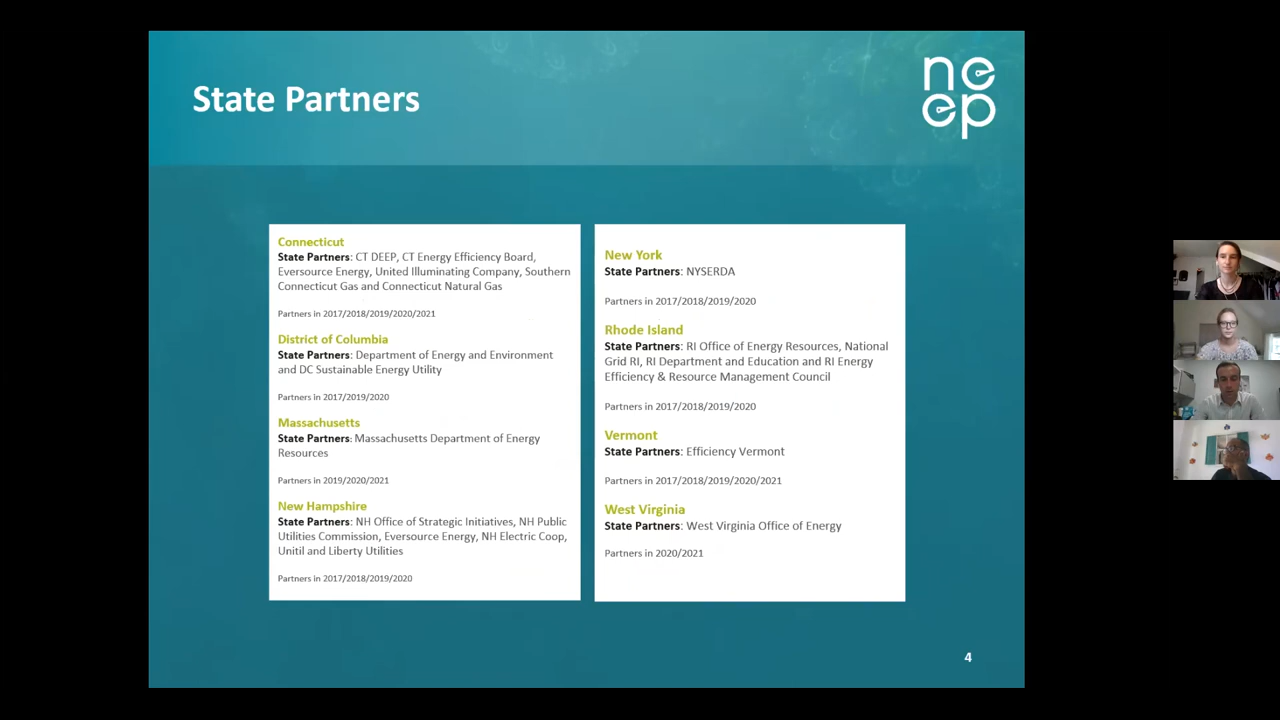 State Partners
ne
ep
Connecticut
State Partners: CT DEEP, CT Energy Efficiency Board,
Eversource Energy, United Illuminating Company, Southern
Connecticut Gas and Connecticut Natural Gas
Partners in 2017/2018/2019/2020/2021
District of Columbia
State Partners: Department of Energy and Environment
and DC Sustainable Energy Utility
Partners in 2017/2019/2020
Massachusetts
State Partners: Massachusetts Department of Energy
Resources
Partners in 2019/2020/2021
New Hampshire
State Partners: NH Office of Strategic Initiatives, NH Public
Utilities Commission, Eversource Energy, NH Electric Coop,
Unitil and Liberty Utilities
Partners in 2017/2018/2019/2020
New York
State Partners: NYSERDA
Partners in 2017/2018/2019/2020
Rhode Island
State Partners: RI Office of Energy Resources, National
Grid RI, RI Department and Education and RI Energy
Efficiency & Resource Management Council
Partners in 2017/2018/2019/2020
Vermont
State Partners: Efficiency Vermont
Partners in 2017/2018/2019/2020/2021
West Virginia
State Partners: West Virginia Office of Energy
Partners in 2020/2021
4